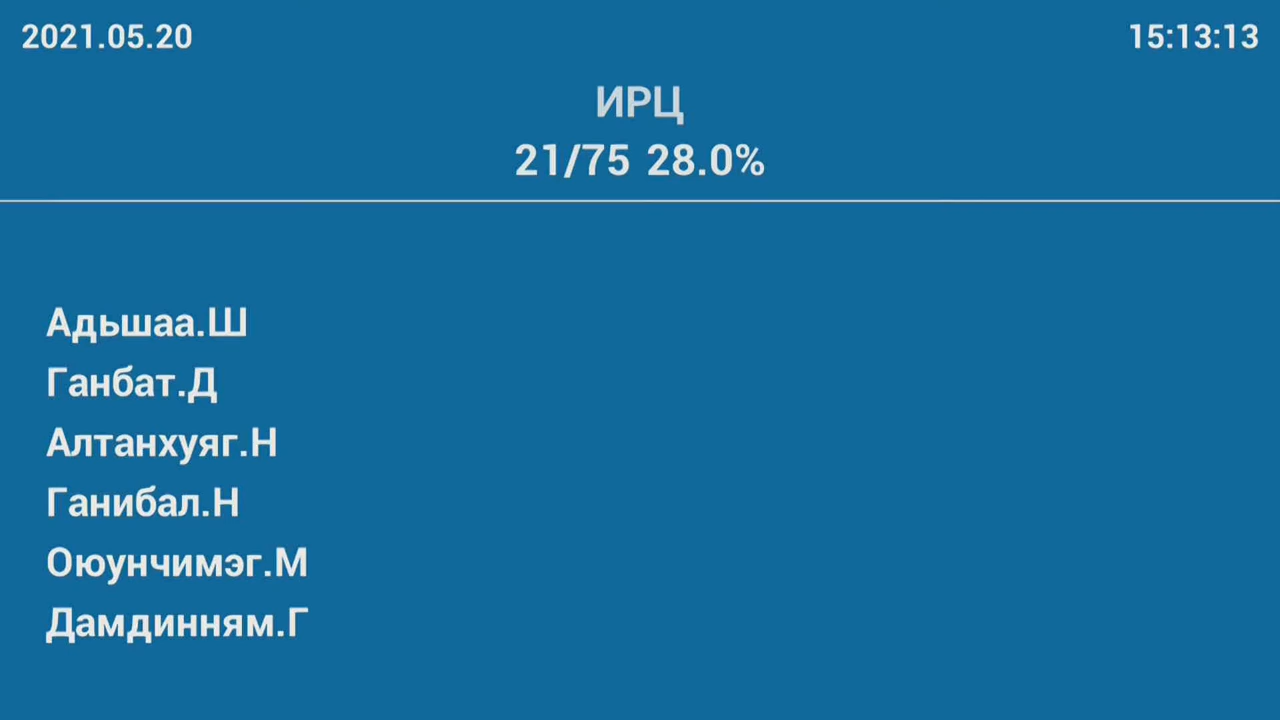 2021.05.20
15:13:13
ИРЦ
21/75 28.0%
Адьшаа.Ш
Ганбат.Д
Алтанхуяг.Н
Ганибал.Н
Оюунчимэг.М
Дамдинням.Г